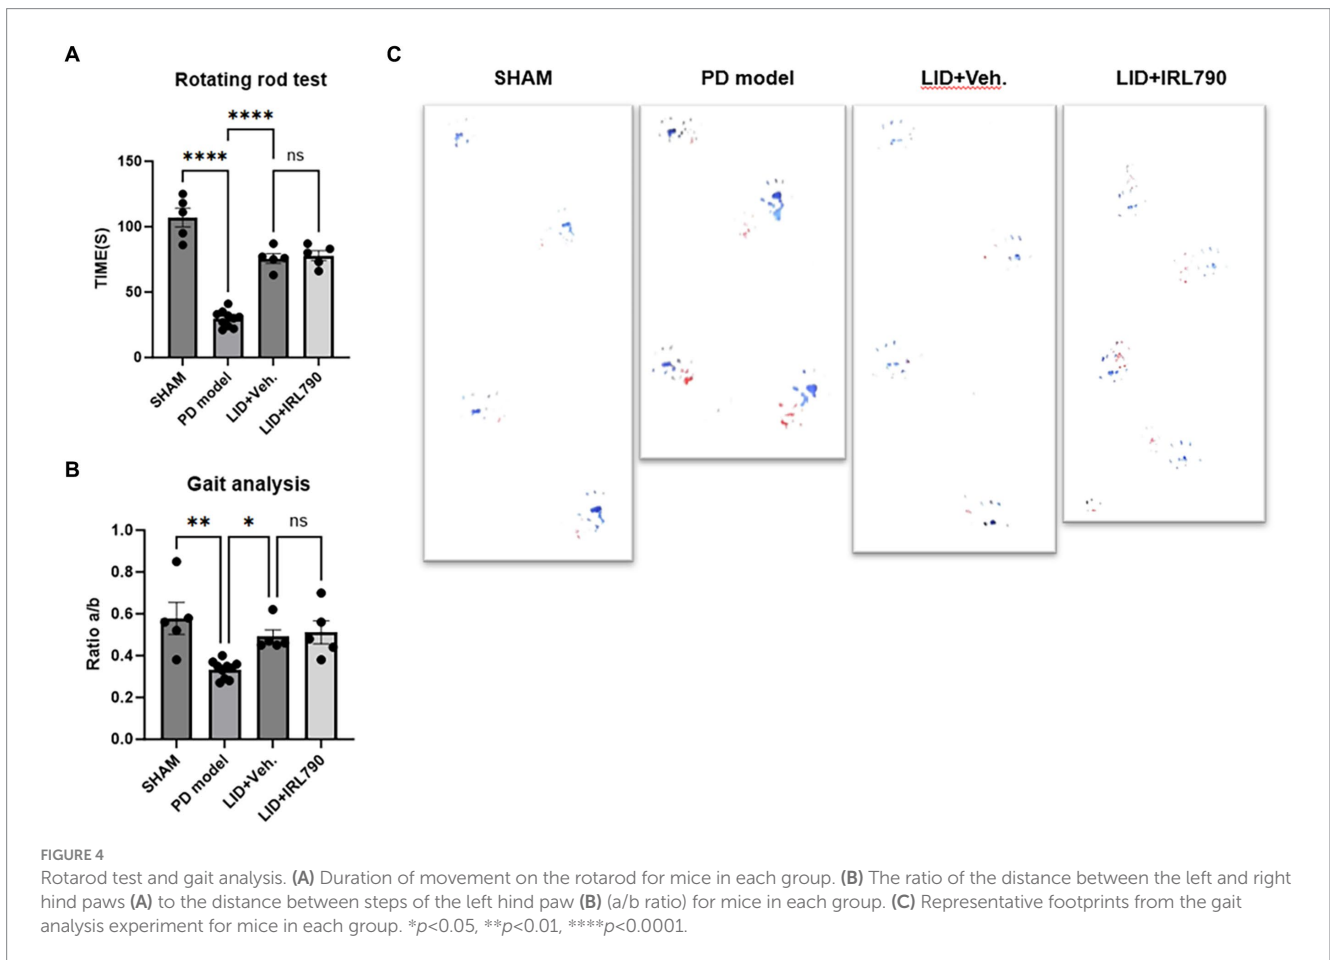 A
Rotating rod test
****
****
ns
150
100
50
0
TIME(S)
SHAM
PD model
LID+Veh.
LID+IRL790
B
Gait analysis
**
*
ns
1.0
0.8
0.6
0.4
0.2
0.0
Ratio a/b
SHAM
PD model
LID+Veh.
LID+IRL790
C
SHAM
PD model
LID+Veh.
LID+IRL790
FIGURE 4
Rotarod test and gait analysis. (A) Duration of movement on the rotarod for mice in each group. (B) The ratio of the distance between the left and right
hind paws (A) to the distance between steps of the left hind paw (B) (a/b ratio) for mice in each group. (C) Representative footprints from the gait
analysis experiment for mice in each group. *p<0.05, **p<0.01, ****p<0.0001.